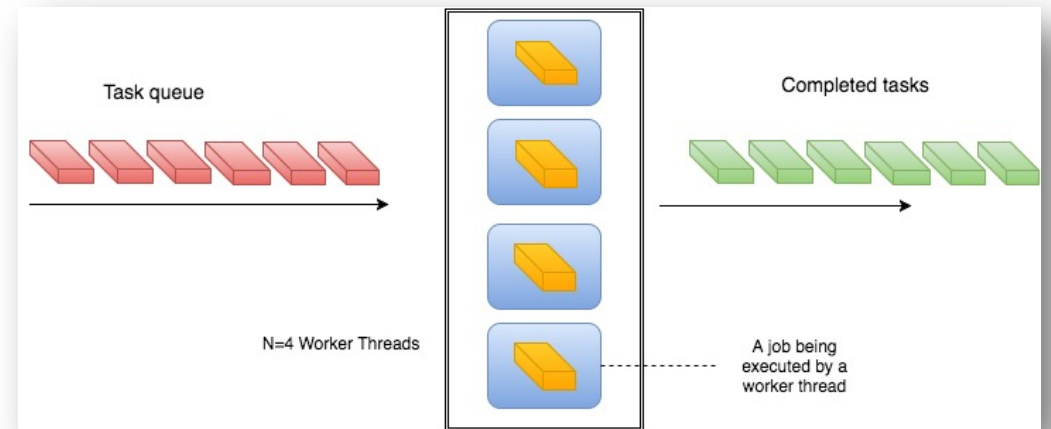 Task queue
Completed tasks
N=4 Worker Threads
A job being
executed by a
worker thread